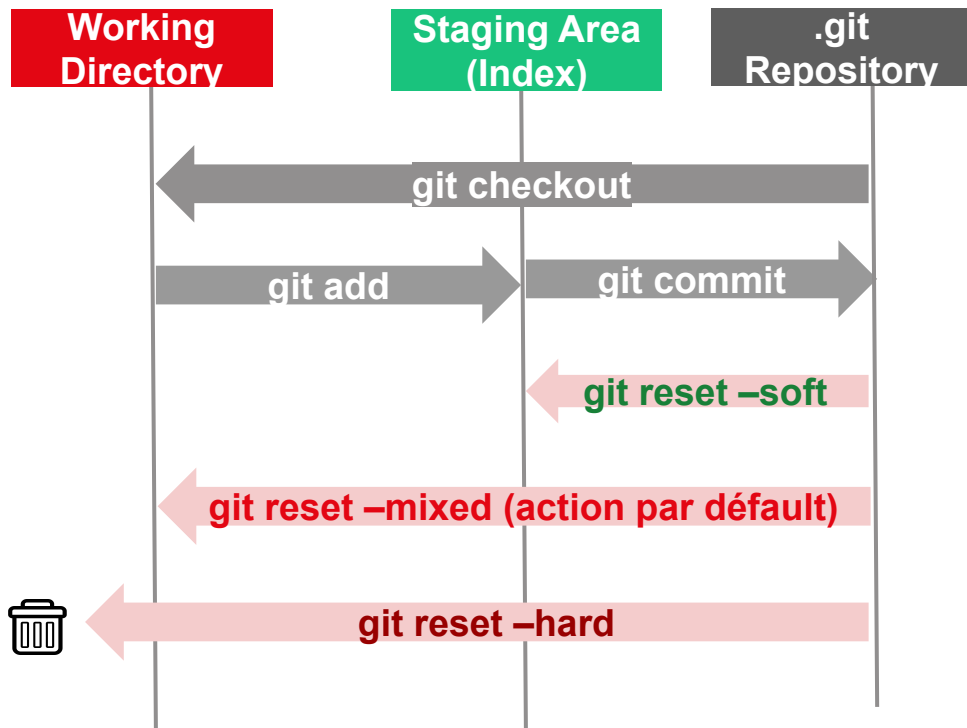 Working
Directory
Staging Area
(Index)
.git
Repository
git checkout
git add
git commit
git reset –soft
git reset –mixed (action par défault)
git reset –hard